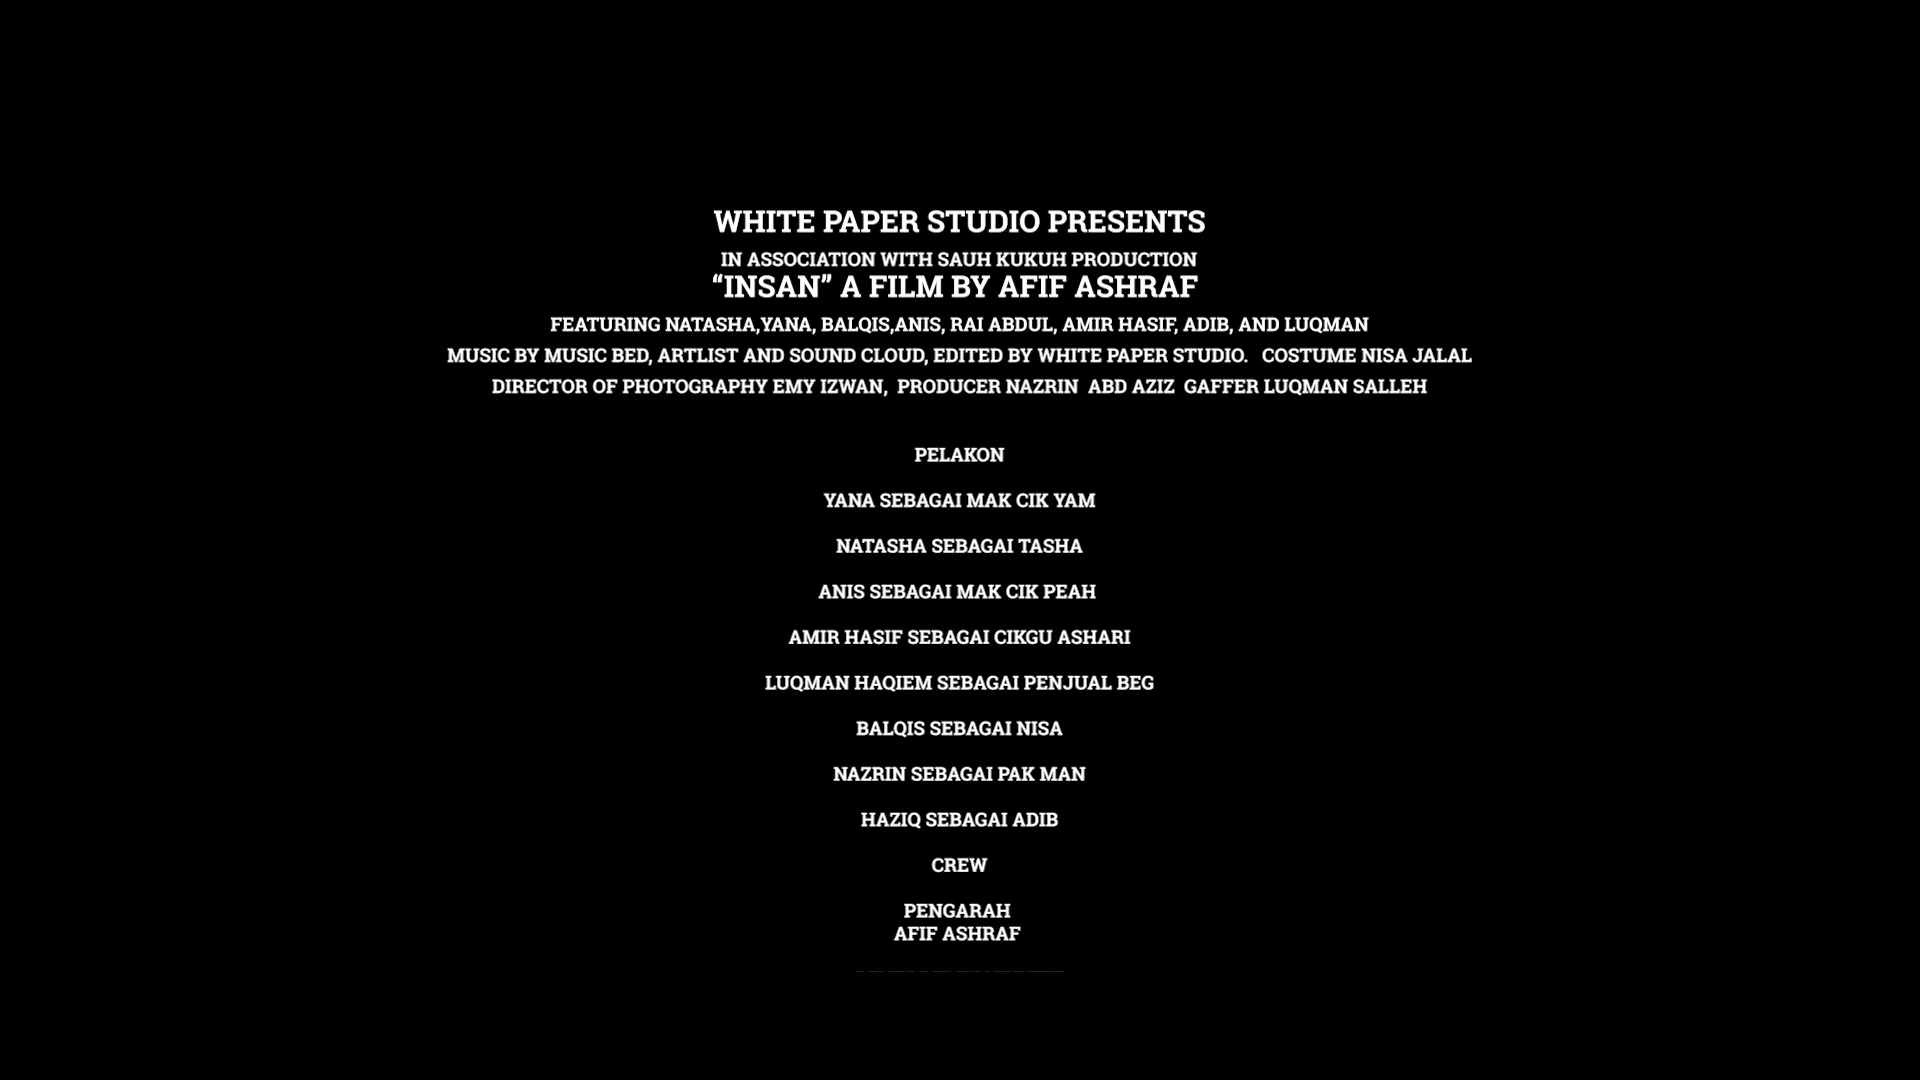 WHITE PAPER STUDIO PRESENTS
IN ASSOCIATION WITH SAUH KUKUH PRODUCTION
“INSAN” A FILM BY AFIF ASHRAF
FEATURING NATASHA,YANA, BALQIS,ANIS, RAI ABDUL, AMIR HASIF, ADIB, AND LUQMAN
MUSIC BY MUSIC BED, ARTLIST AND SOUND CLOUD, EDITED BY WHITE PAPER STUDIO. COSTUME NISA JALAL
DIRECTOR OF PHOTOGRAPHY EMY IZWAN, PRODUCER NAZRIN ABD AZIZ GAFFER LUQMAN SALLEH
PELAKON
YANA SEBAGAI MAK CIK YAM
NATASHA SEBAGAI TASHA
ANIS SEBAGAI MAK CIK PEAH
AMIR HASIF SEBAGAI CIKGU ASHARI
LUQMAN HAQIEM SEBAGAI PENJUAL BEG
BALQIS SEBAGAI NISA
NAZRIN SEBAGAI PAK MAN
HAZIQ SEBAGAI ADIB
CREW
PENGARAH
AFIF ASHRAF